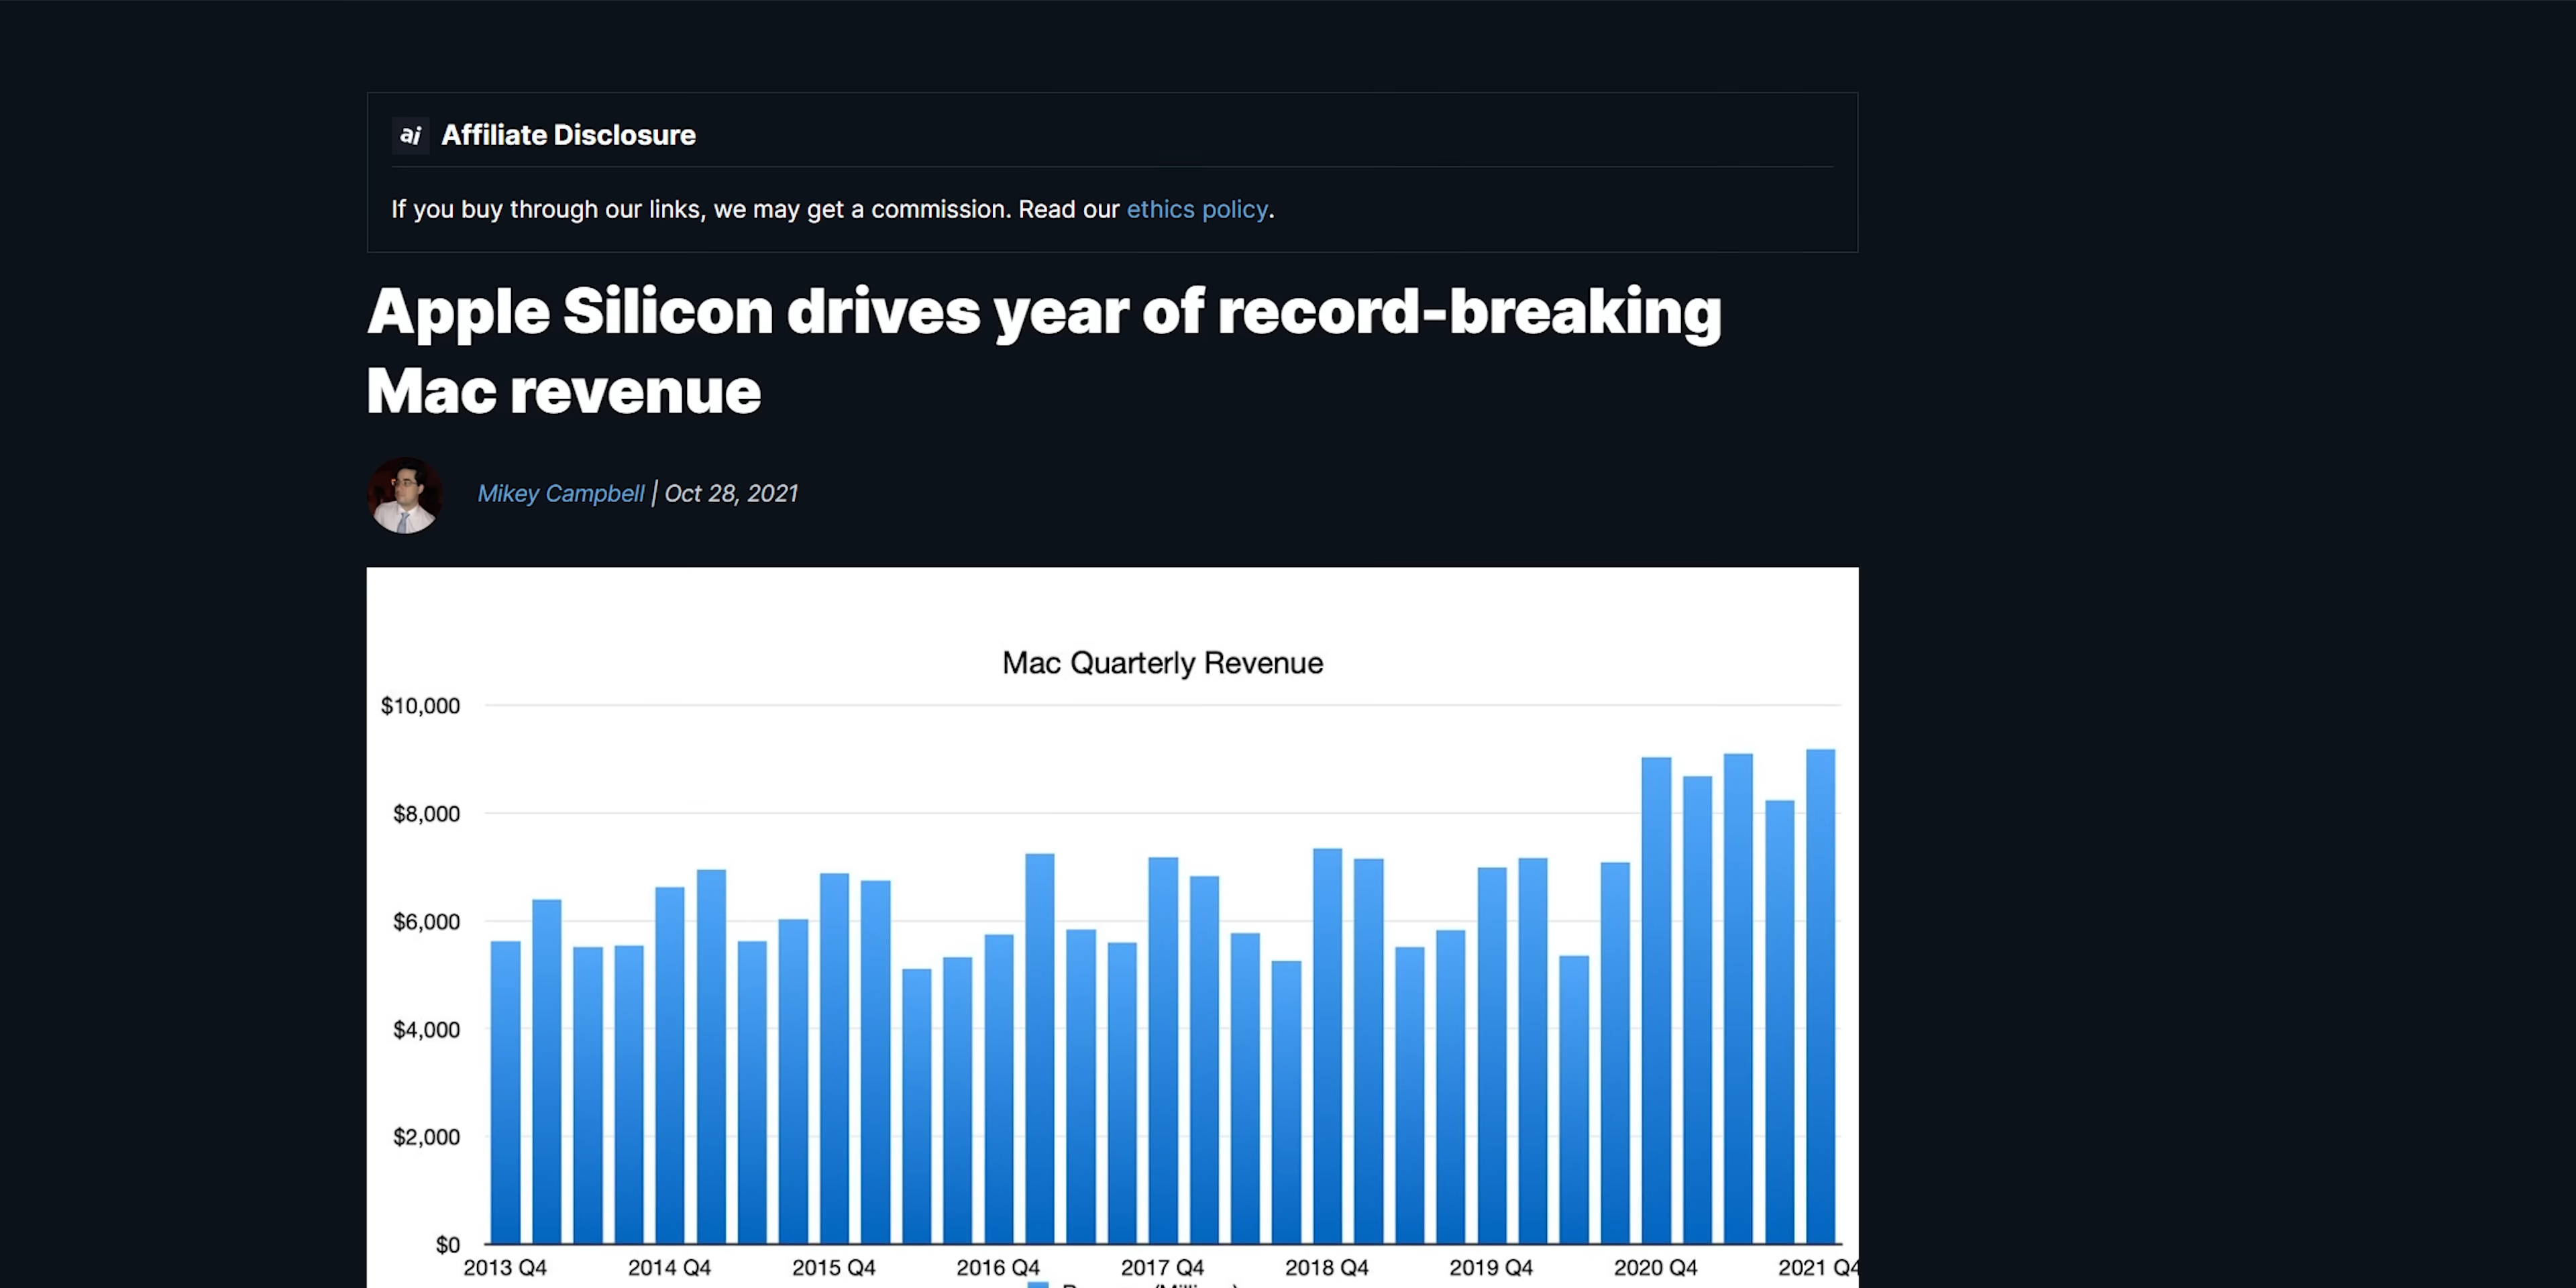 ai Affiliate Disclosure
If you buy through our links, we may get a commission. Read our ethics policy.
Apple Silicon drives year of record-breaking
Mac revenue
Mikey Campbell | Oct 28, 2021
Mac Quarterly Revenue
$10,000
$8,000
$6,000
$4,000
$2,000
$0
2013 Q4 2014 Q4 2015 Q4 2016 Q4 2017 Q4 2018 Q4 2019 Q4 2020 Q4 2021 Q4